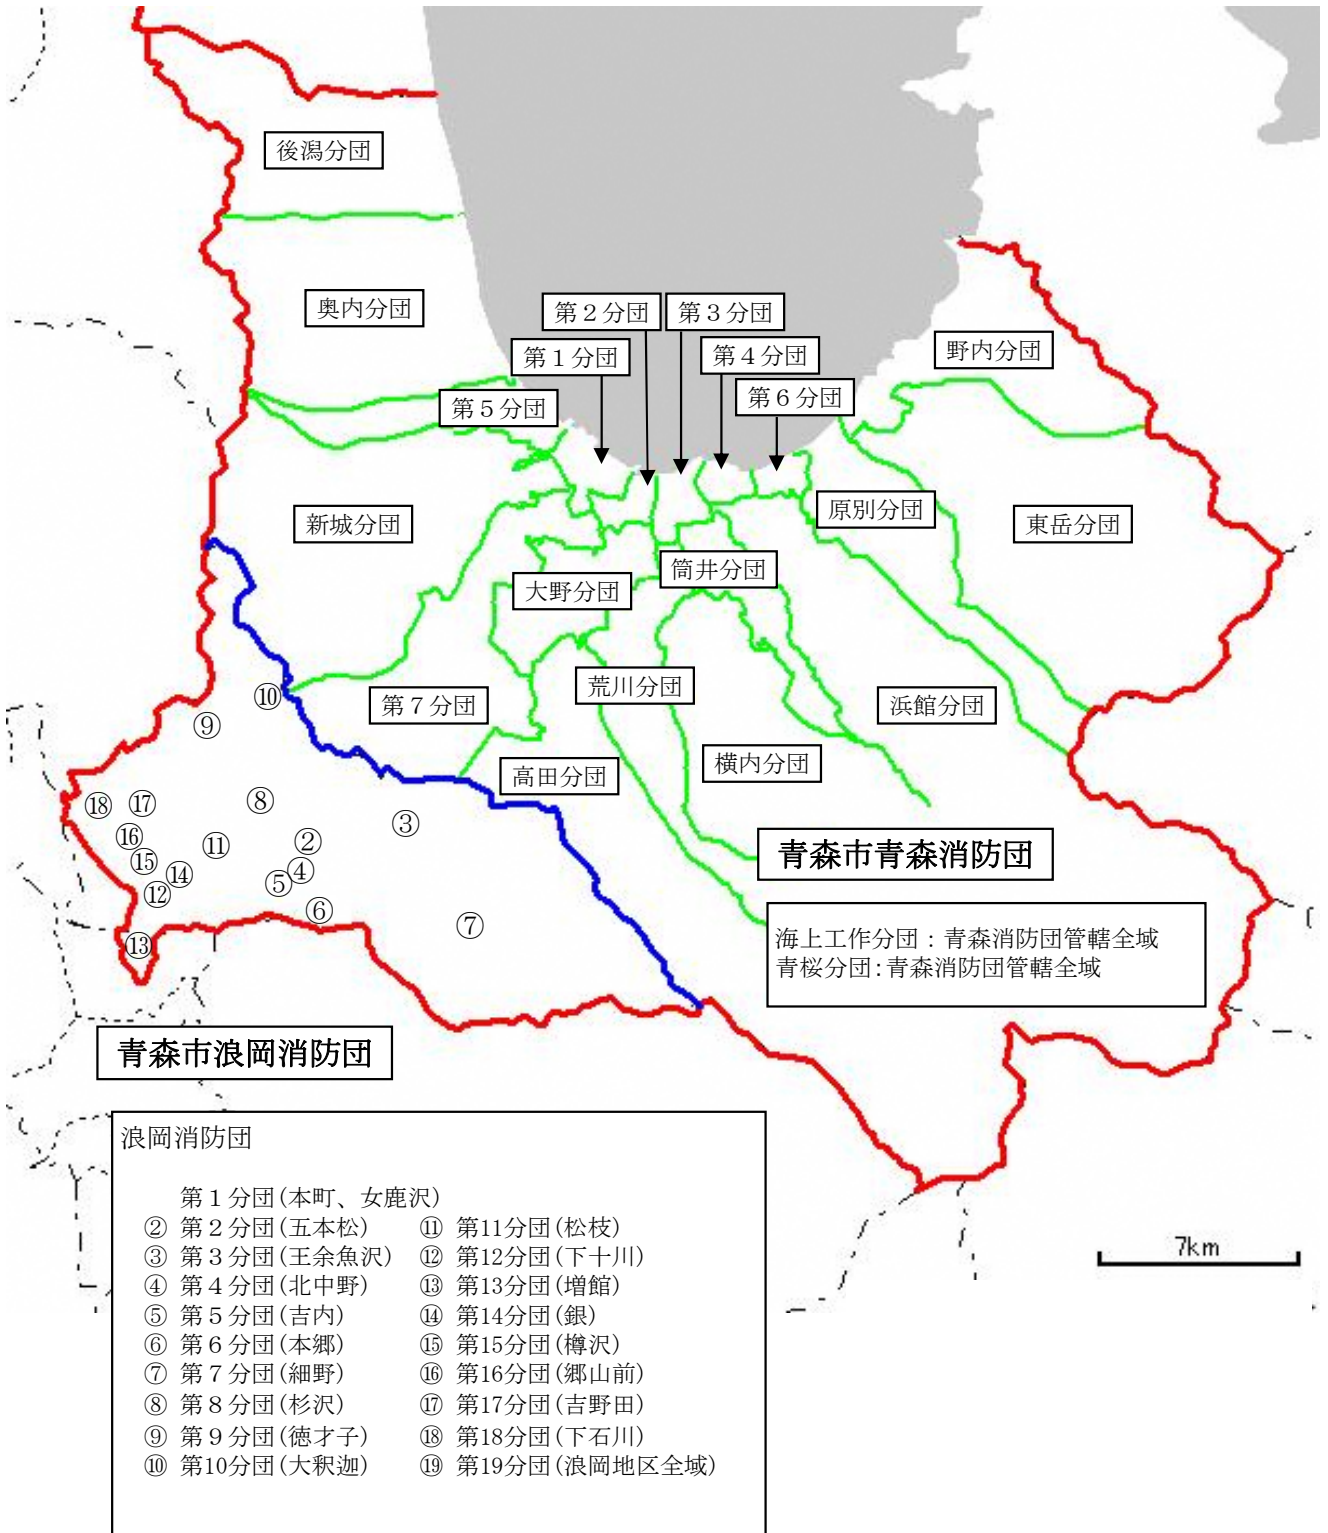 後潟分団
奥内分団
第２分団
第３分団
第１分団
第４分団
野内分団
第５分団
第６分団
新城分団
原別分団
東岳分団
大野分団
筒井分団
第７分団
荒川分団
浜館分団
高田分団
横内分団
⑩
⑨
⑱
⑰
⑧
③
⑯
⑪
②
⑮
⑭
④
⑤
⑫
⑥
⑦
⑬
青森市青森消防団
海上工作分団：青森消防団管轄全域
青桜分団：青森消防団管轄全域
青森市浪岡消防団
7km
浪岡消防団
第１分団(本町、女鹿沢)
② 第２分団(五本松)
③ 第３分団(王余魚沢)
④ 第４分団(北中野)
⑤ 第５分団(吉内)
⑥ 第６分団(本郷)
⑦ 第７分団(細野)
⑧ 第８分団(杉沢)
⑨ 第９分団(徳才子)
⑩ 第10分団(大釈迦)
⑪ 第11分団(松枝)
⑫ 第12分団(下十川)
⑬ 第13分団(増館)
⑭ 第14分団(銀)
⑮ 第15分団(樽沢)
⑯ 第16分団(郷山前)
⑰ 第17分団(吉野田)
⑱ 第18分団(下石川)
⑲ 第19分団(浪岡地区全域)